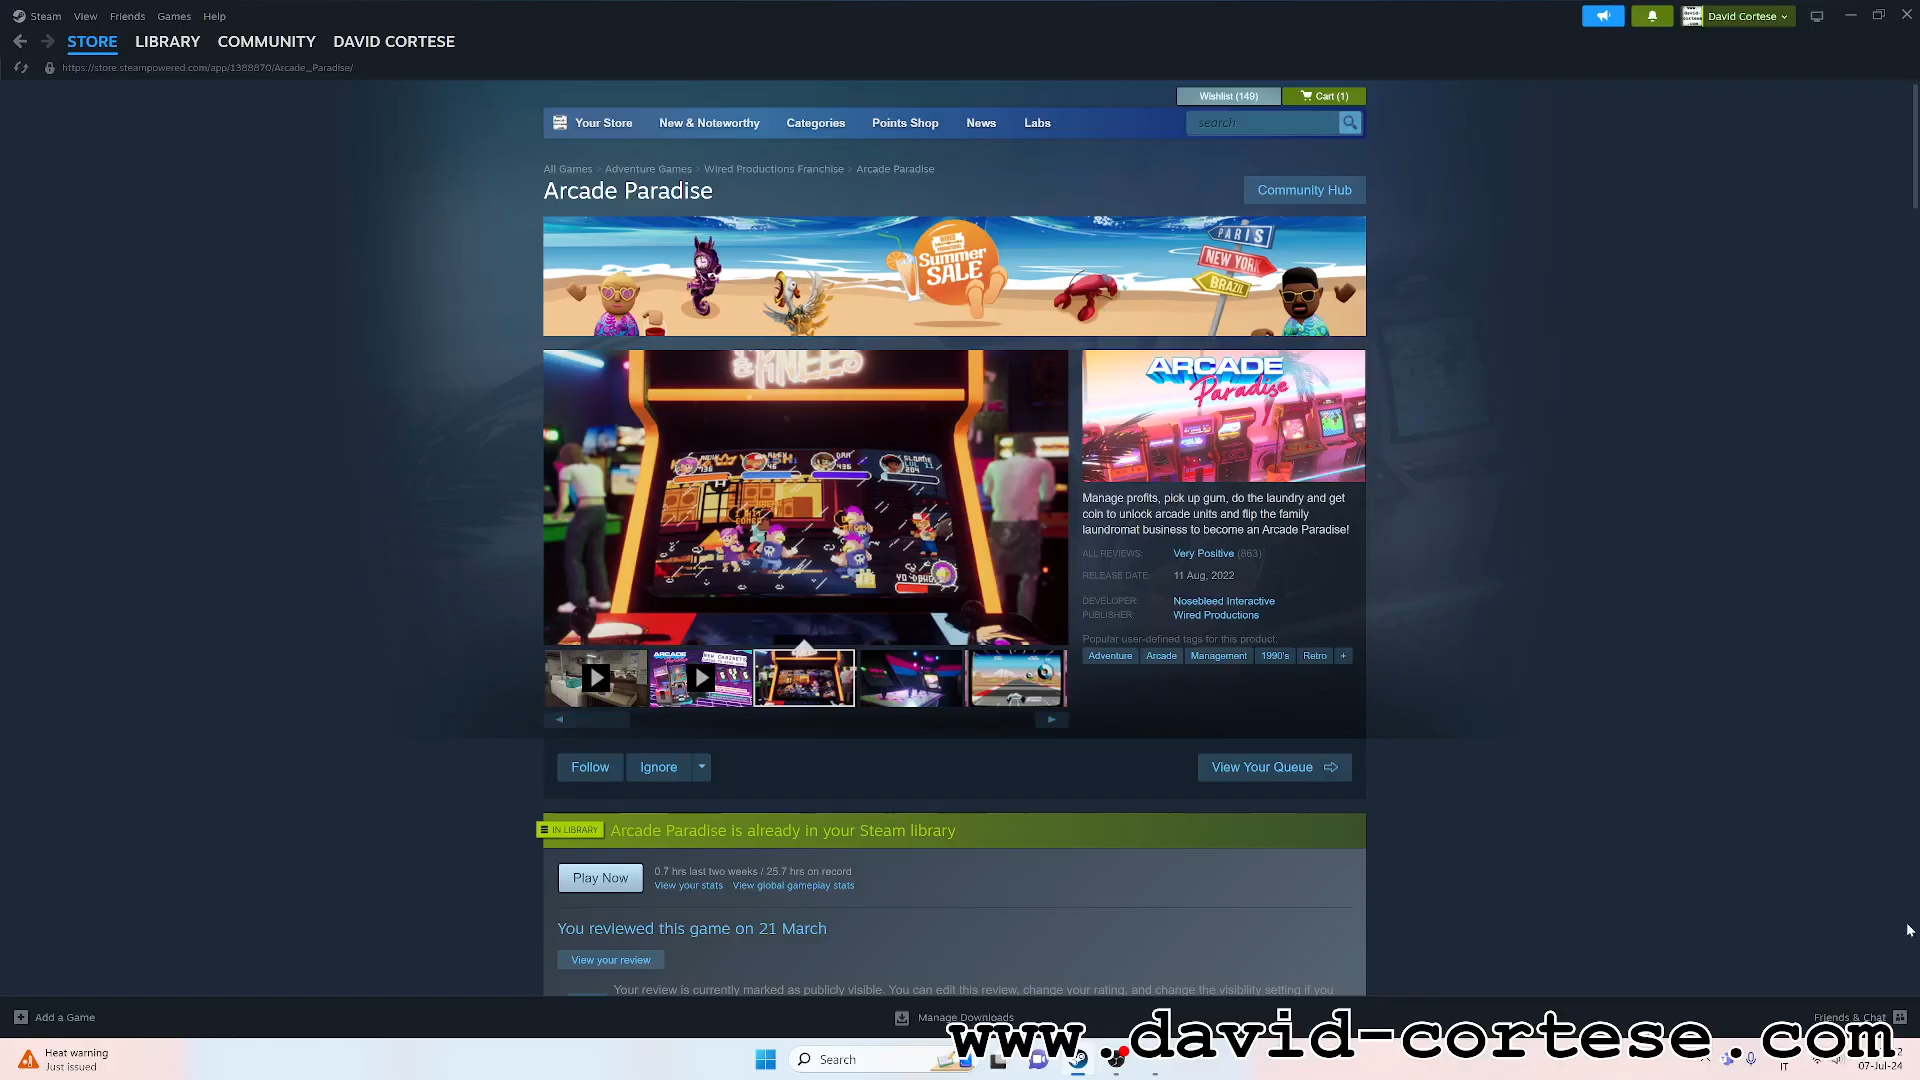 Steam View Friends Games Help
David Cortese
STORE LIBRARY COMMUNITY DAVID CORTESE
https://store.steampowered.com/app/1388870/Arcade_Paradise/
Wishlist (149) Cart (1)
Your Store New & Noteworthy Categories Points Shop News Labs search
All Games > Adventure Games > Wired Productions Franchise > Arcade Paradise
Arcade Paradise
Community Hub
Summer
SALE
PARIS
NEW YORK
BRAZIL
& KNEES
ARCADE
Paradise
Manage profits, pick up gum, do the laundry and get
coin to unlock arcade units and flip the family
laundromat business to become an Arcade Paradise!
ALL REVIEWS: Very Positive (863)
RELEASE DATE: 11 Aug, 2022
DEVELOPER: Nosebleed Interactive
PUBLISHER: Wired Productions
Popular user-defined tags for this product:
Adventure Arcade Management 1990's Retro +
Follow Ignore
View Your Queue
IN LIBRARY Arcade Paradise is already in your Steam library
Play Now
0.7 hrs last two weeks / 25.7 hrs on record
View your stats View global gameplay stats
You reviewed this game on 21 March
View your review
Your review is currently marked as publicly visible. You can edit this review, change your rating, and change the visibility setting if you
Add a Game
Manage Downloads
Friends & Chat
www.david-cortese.com
Heat warning
Just issued
Search
IT
07-Jul-24